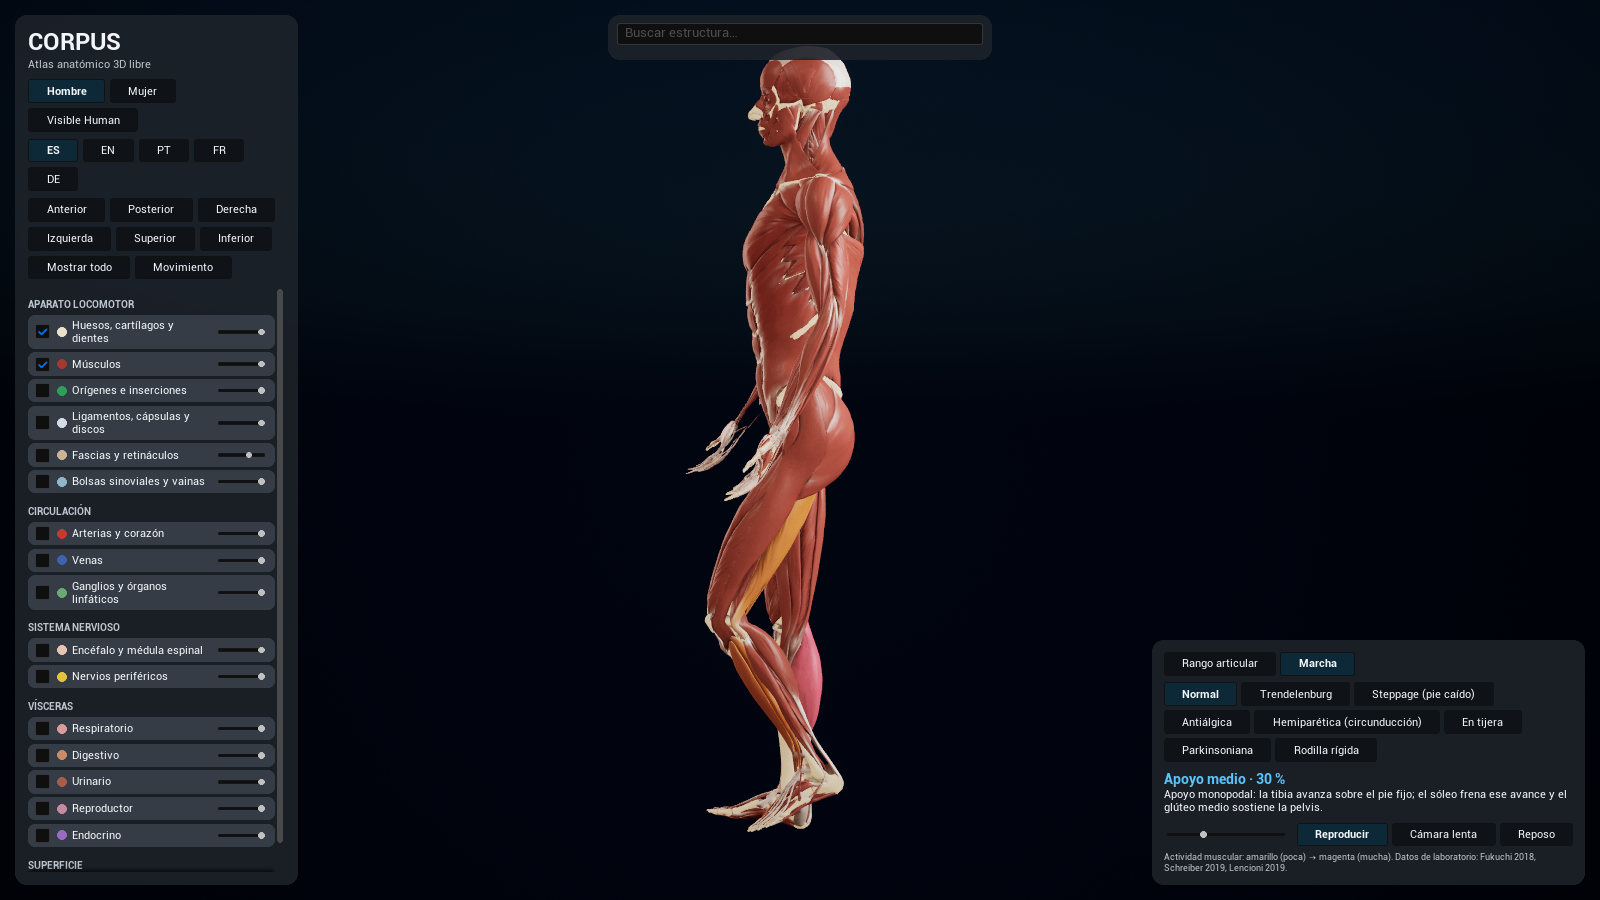 CORPUS
Atlas anatómico 3D libre
Hombre
Mujer
Visible Human
ES
EN
PT
FR
DE
Anterior
Posterior
Derecha
Izquierda
Superior
Inferior
Mostrar todo
Movimiento
APARATO LOCOMOTOR
Huesos, cartílagos y
dientes
Músculos
Orígenes e inserciones
Ligamentos, cápsulas y
discos
Fascias y retináculos
Bolsas sinoviales y vainas
CIRCULACIÓN
Arterias y corazón
Venas
Ganglios y órganos
linfáticos
SISTEMA NERVIOSO
Encéfalo y médula espinal
Nervios periféricos
VÍSCERAS
Respiratorio
Digestivo
Urinario
Reproductor
Endocrino
SUPERFICIE
Buscar estructura...
Rango articular
Marcha
Normal
Trendelenburg
Steppage (pie caído)
Antiálgica
Hemiparética (circunducción)
En tijera
Parkinsoniana
Rodilla rígida
Apoyo medio · 30 %
Apoyo monopodal: la tibia avanza sobre el pie fijo; el sóleo frena ese avance y el
glúteo medio sostiene la pelvis.
Reproducir
Cámara lenta
Reposo
Actividad muscular: amarillo (poca) → magenta (mucha). Datos de laboratorio: Fukuchi 2018,
Schreiber 2019, Lencioni 2019.